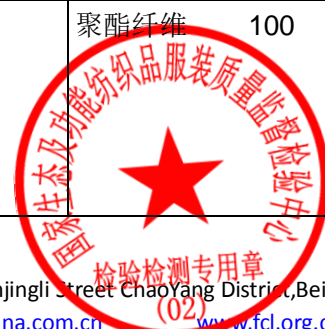 聚酯纤维 100
国家生态及功能纺织品服装质量监督检验中心
检验检测专用章
(02)
njingli Street ChaoYang District,Bei
na.com.cn www.fcl.org.c